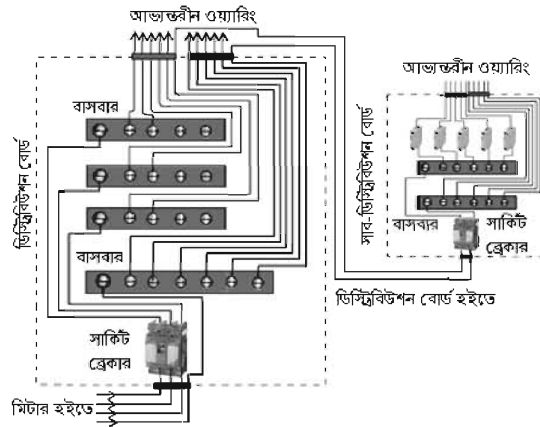 আভ্যন্তরীন ওয়্যারিং
আভ্যন্তরীন ওয়্যারিং
বাসবার
ডিস্ট্রিবিউশন বোর্ড
সাব-ডিস্ট্রিবিউশন বোর্ড
বাসবার
সার্কিট
ব্রেকার
বাসবার
ডিস্ট্রিবিউশন বোর্ড হইতে
সার্কিট
ব্রেকার
মিটার হইতে